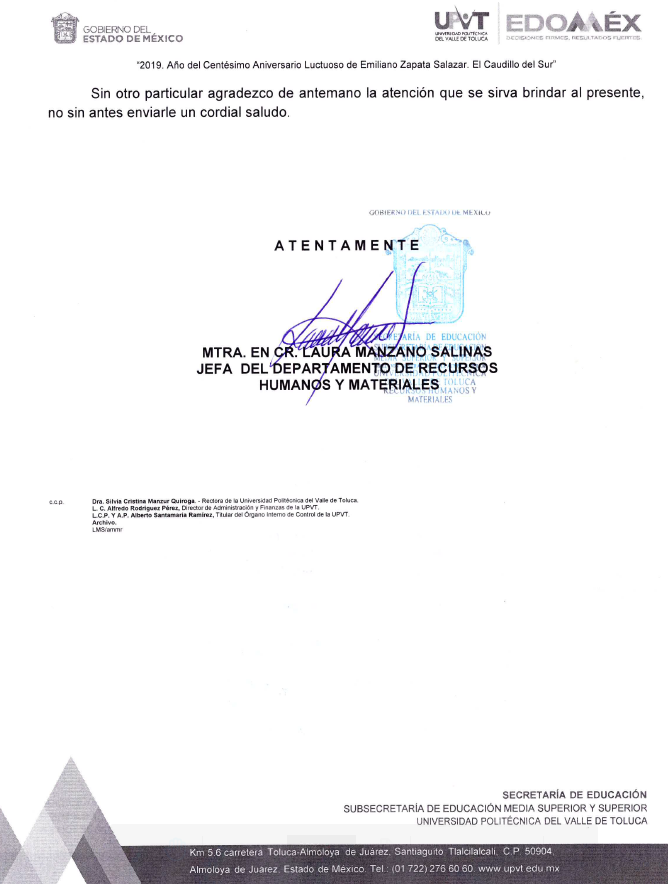 GOBIERNO DEL
ESTADO DE MÉXICO
UPVT
UNIVERSIDAD POLITÉCNICA
DEL VALLE DE TOLUCA
EDOMÉX
DECISIONES FIRMES, RESULTADOS FUERTES.
"2019. Año del Centésimo Aniversario Luctuoso de Emiliano Zapata Salazar. El Caudillo del Sur"
Sin otro particular agradezco de antemano la atención que se sirva brindar al presente,
no sin antes enviarle un cordial saludo.
GOBIERNO DEL ESTADO DE MEXICO
ATENTAMENTE
EDUCACIÓN
MTRA. EN CR. LAURA MANZANO SALINAS
JEFA DEL DEPARTAMENTO DE RECURSOS
HUMANOS Y MATERIALES
TOLUCA
RECURSOS HUMANOS Y
MATERIALES
c.c.p. Dra. Silvia Cristina Manzur Quiroga. - Rectora de la Universidad Politécnica del Valle de Toluca.
L. C. Alfredo Rodríguez Pérez, Director de Administración y Finanzas de la UPVT.
L.C.P. Y A.P. Alberto Santamaría Ramírez, Titular del Órgano Interno de Control de la UPVT.
Archivo.
LMS/ammr
SECRETARÍA DE EDUCACIÓN
SUBSECRETARÍA DE EDUCACIÓN MEDIA SUPERIOR Y SUPERIOR
UNIVERSIDAD POLITÉCNICA DEL VALLE DE TOLUCA
Km 5.6 carretera Toluca-Almoloya de Juárez, Santiaguito Tlalcilalcali, C.P. 50904,
Almoloya de Juárez, Estado de México. Tel.: (01 722) 276 60 60. www.upvt.edu.mx